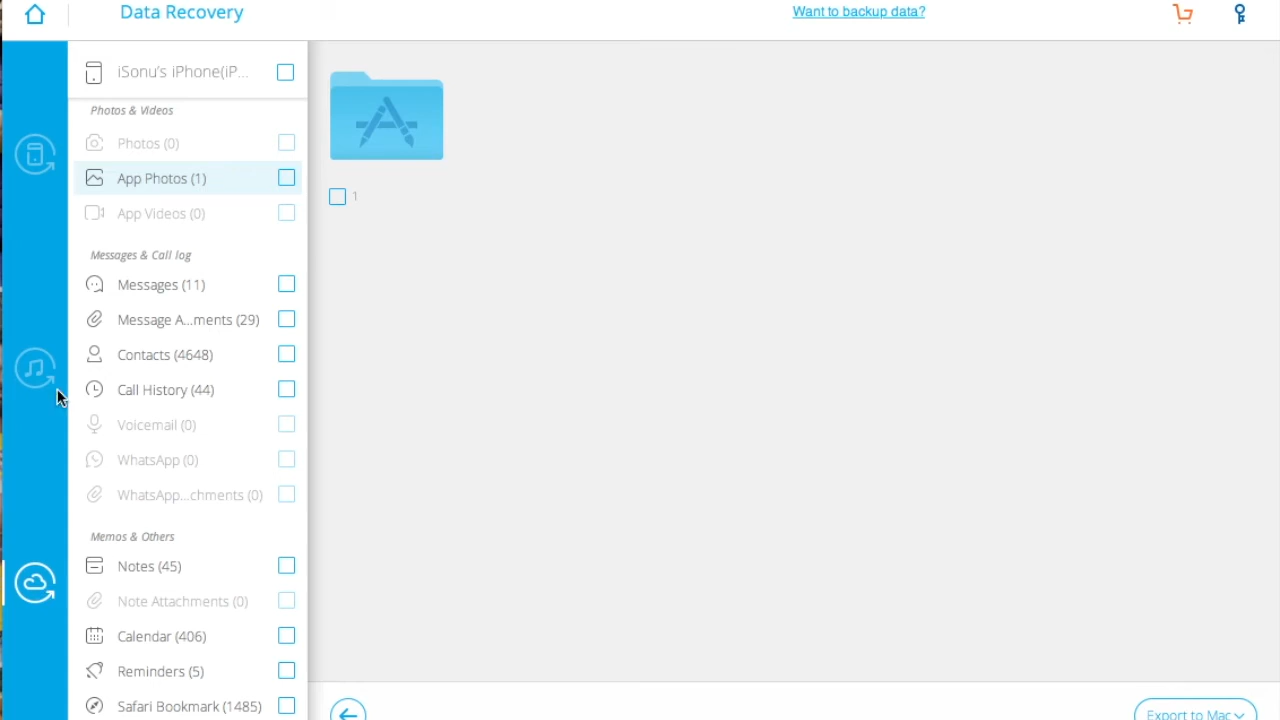 Data Recovery
Want to backup data?
iSonu's iPhone(iP...
Photos & Videos
Photos (0)
App Photos (1)
App Videos (0)
1
Messages & Call log
Messages (11)
Message A...ments (29)
Contacts (4648)
Call History (44)
Voicemail (0)
WhatsApp (0)
WhatsApp...chments (0)
Memos & Others
Notes (45)
Note Attachments (0)
Calendar (406)
Reminders (5)
Safari Bookmark (1485)
Export to Mac